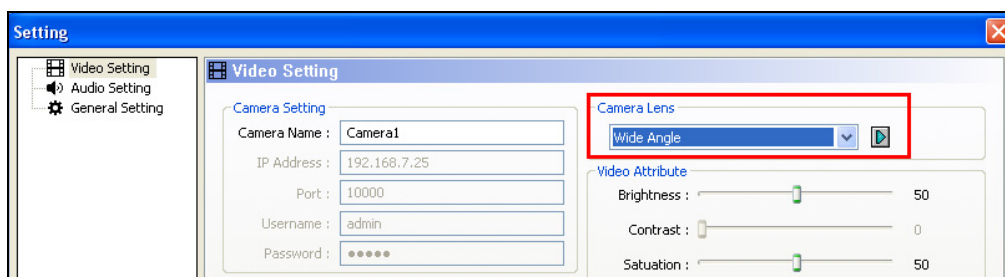 Setting
Video Setting
Audio Setting
General Setting
Video Setting
Camera Setting
Camera Name : Camera1
IP Address : 192.168.7.25
Port : 10000
Username : admin
Password : ●●●●●
Camera Lens
Wide Angle
Video Attribute
Brightness : 50
Contrast : 0
Satuation : 50